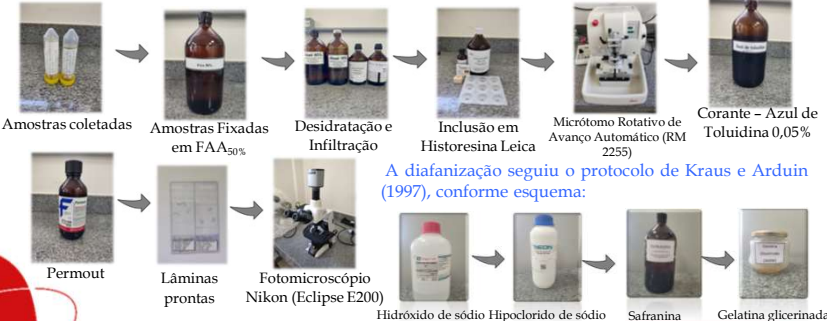 Amostras coletadas
Amostras Fixadas
em FAA50%
Desidratação e
Infiltração
Inclusão em
Historesina Leica
Micrótomo Rotativo de
Avanço Automático (RM
2255)
Corante – Azul de
Toluidina 0,05%
A diafanização seguiu o protocolo de Kraus e Arduin
(1997), conforme esquema:
Permout
Lâminas
prontas
Fotomicroscópio
Nikon (Eclipse E200)
Hidróxido de sódio
Hipoclorido de sódio
Safranina
Gelatina glicerinada